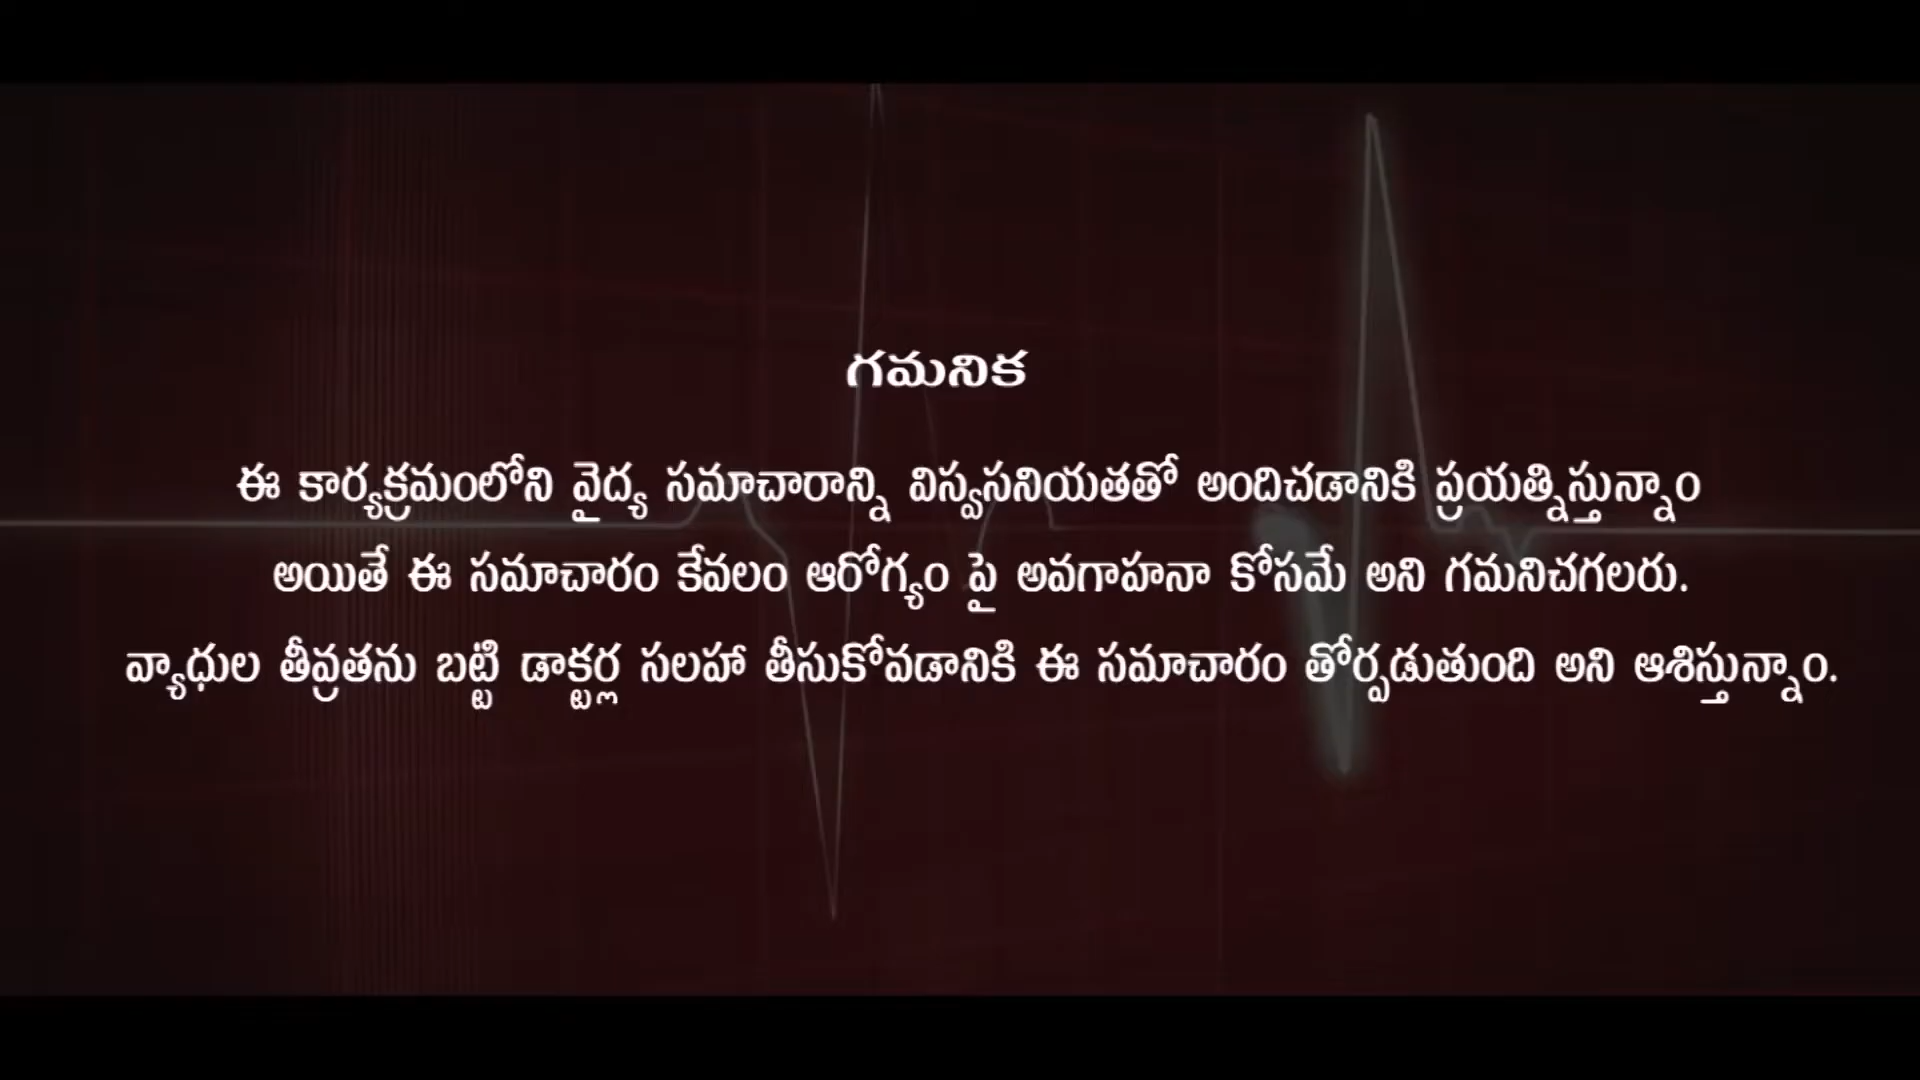 గమనిక
ఈ కార్యక్రమంలోని వైద్య సమాచారాన్ని విస్వసనియతతో అందిచడానికి ప్రయత్నిస్తున్నాం
అయితే ఈ సమాచారం కేవలం ఆరోగ్యం పై అవగాహనా కోసమే అని గమనిచగలరు.
వ్యాధుల తీవ్రతను బట్టి డాక్టర్ల సలహా తీసుకోవడానికి ఈ సమాచారం తోర్పడుతుంది అని ఆశిస్తున్నాం.